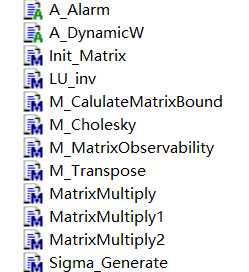 A_Alarm
A_DynamicW
Init_Matrix
LU_inv
M_CalulateMatrixBound
M_Cholesky
M_MatrixObservability
M_Transpose
MatrixMultiply
MatrixMultiply1
MatrixMultiply2
Sigma_Generate